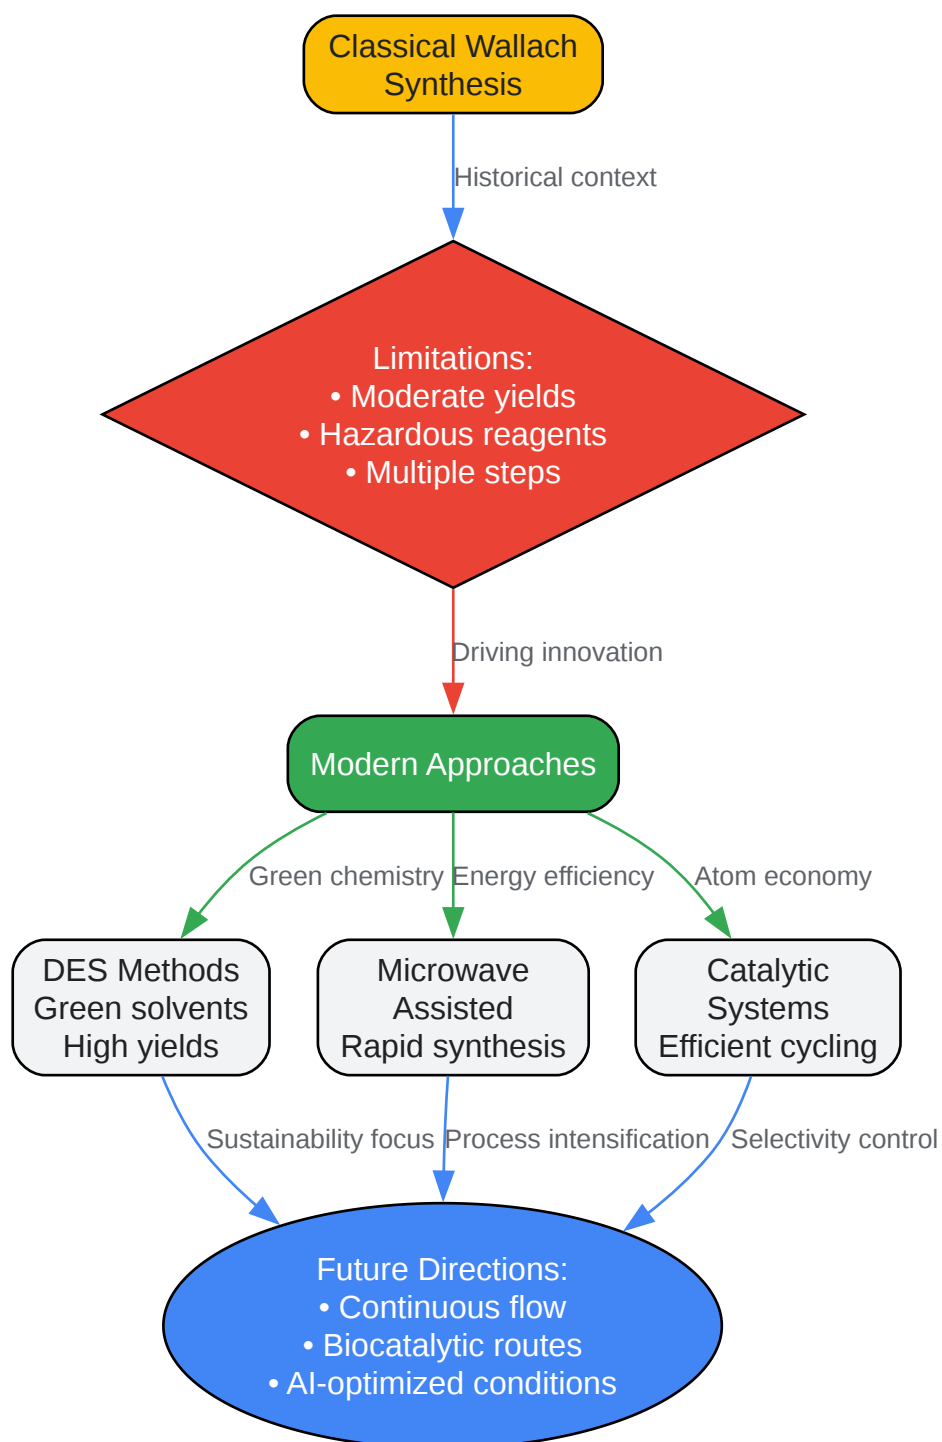 Classical Wallach
Synthesis
Historical context
Limitations:
• Moderate yields
• Hazardous reagents
• Multiple steps
Driving innovation
Modern Approaches
Green chemistry
Energy efficiency
Atom economy
DES Methods
Green solvents
High yields
Microwave
Assisted
Rapid synthesis
Catalytic
Systems
Efficient cycling
Sustainability focus
Process intensification
Selectivity control
Future Directions:
• Continuous flow
• Biocatalytic routes
• AI-optimized conditions